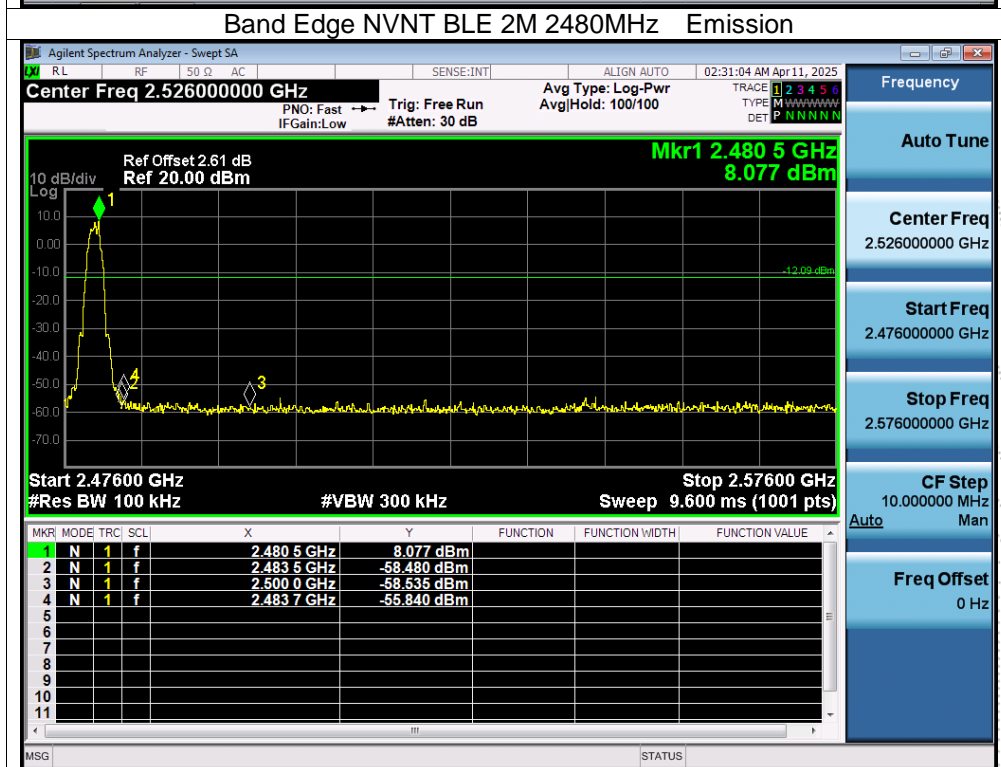 Band Edge NVNT BLE 2M 2480MHz Emission
Agilent Spectrum Analyzer - Swept SA
LXI RL RF 50 Ω AC SENSE:INT ALIGN AUTO 02:31:04 AM Apr 11, 2025
Center Freq 2.526000000 GHz
PNO: Fast
IFGain:Low
Trig: Free Run
#Atten: 30 dB
Avg Type: Log-Pwr
Avg|Hold: 100/100
TRACE 1 2 3 4 5 6
TYPE M WWWWW
DET P N N N N N
Mkr1 2.480 5 GHz
8.077 dBm
Ref Offset 2.61 dB
10 dB/div Ref 20.00 dBm
Log
1
10.0
0.00
-10.0
-12.09 dBm
-20.0
-30.0
-40.0
4
-50.0
2 3
-60.0
-70.0
Start 2.47600 GHz Stop 2.57600 GHz
#Res BW 100 kHz #VBW 300 kHz Sweep 9.600 ms (1001 pts)
MKR MODE TRC SCL X Y FUNCTION FUNCTION WIDTH FUNCTION VALUE
1 N 1 f 2.480 5 GHz 8.077 dBm
2 N 1 f 2.483 5 GHz -58.480 dBm
3 N 1 f 2.500 0 GHz -58.535 dBm
4 N 1 f 2.483 7 GHz -55.840 dBm
5
6
7
8
9
10
11
MSG STATUS
Frequency
Auto Tune
Center Freq
2.526000000 GHz
Start Freq
2.476000000 GHz
Stop Freq
2.576000000 GHz
CF Step
10.000000 MHz
Auto Man
Freq Offset
0 Hz